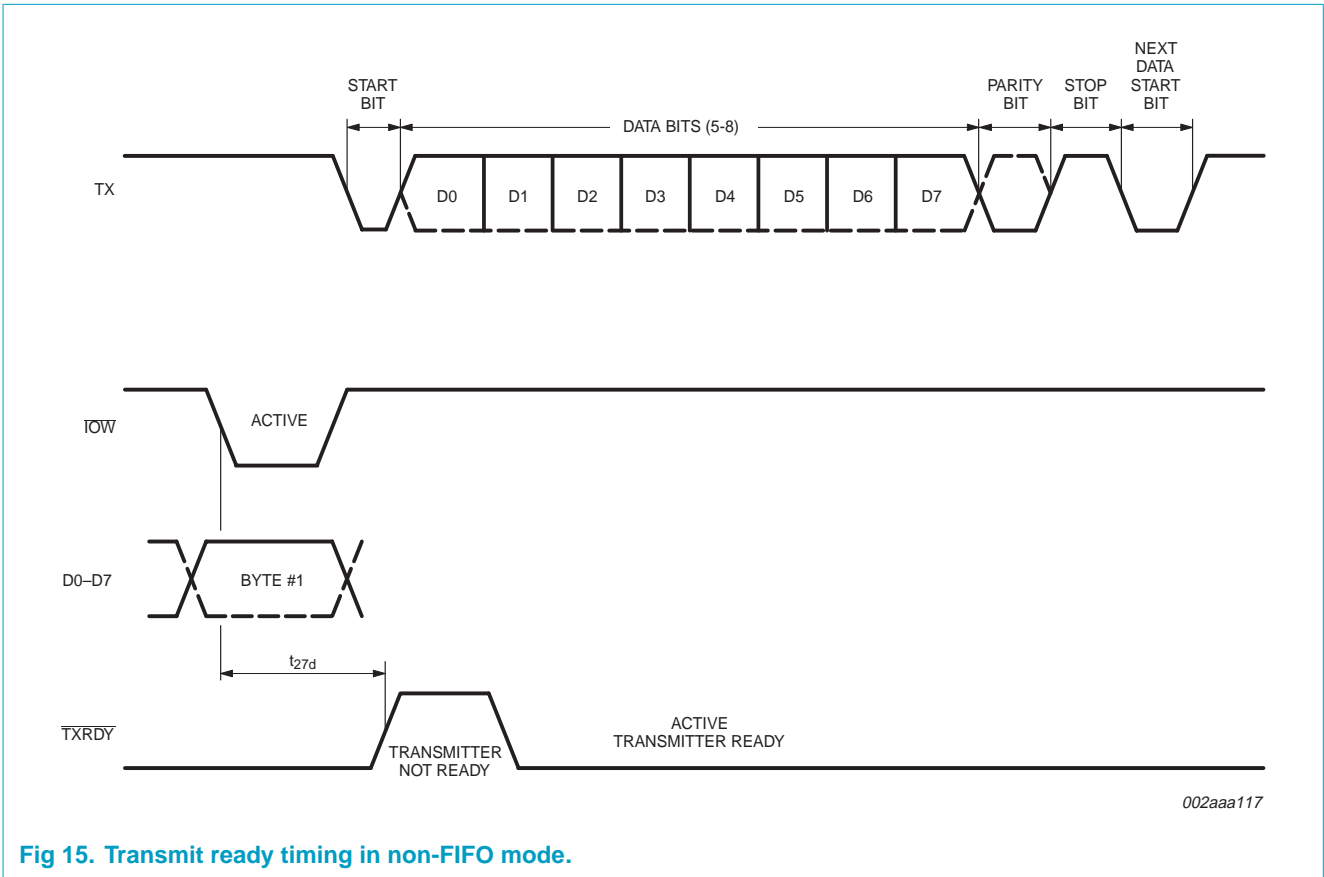 START
BIT
DATA BITS (5-8)
PARITY
BIT
STOP
BIT
NEXT
DATA
START
BIT
TX
D0 D1 D2 D3 D4 D5 D6 D7
IOW
ACTIVE
D0–D7
BYTE #1
t27d
TXRDY
TRANSMITTER
NOT READY
ACTIVE
TRANSMITTER READY
002aaa117
Fig 15. Transmit ready timing in non-FIFO mode.